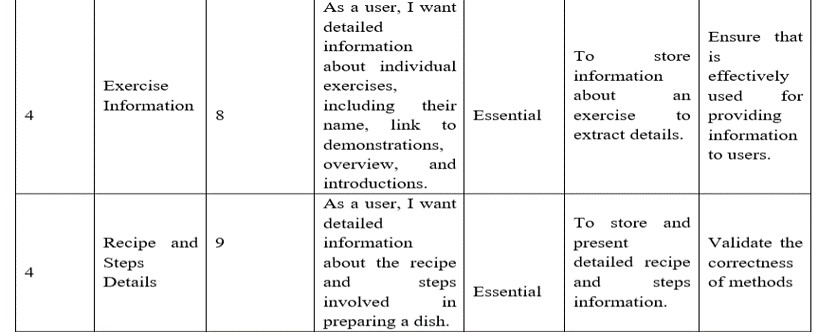 4
Exercise
Information
8
As a user, I want
detailed
information
about individual
exercises,
including their
name, link to
demonstrations,
overview, and
introductions.
Essential
To store
information
about an
exercise to
extract details.
Ensure that
is
effectively
used for
providing
information
to users.
4
Recipe and
Steps
Details
9
As a user, I want
detailed
information
about the recipe
and steps
involved in
preparing a dish.
Essential
To store and
present
detailed recipe
and steps
information.
Validate the
correctness
of methods